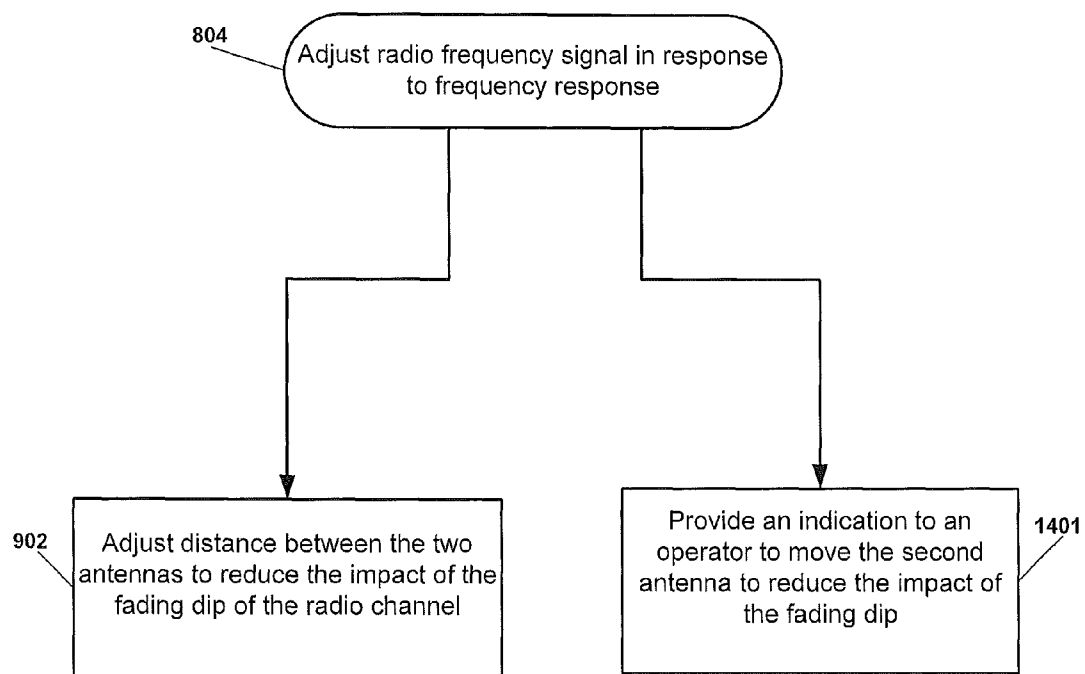 804
Adjust radio frequency signal in response
to frequency response
902
Adjust distance between the two
antennas to reduce the impact of the
fading dip of the radio channel
Provide an indication to an
operator to move the second
antenna to reduce the impact of
the fading dip
1401